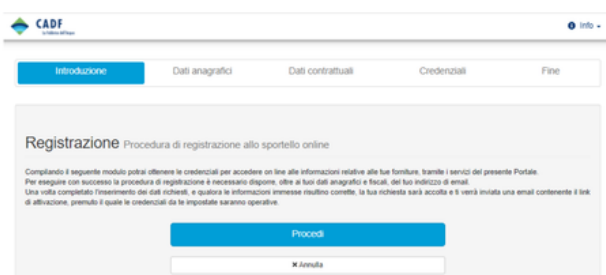 CADF
La Fabbrica dell'Acqua
Info
Introduzione Dati anagrafici Dati contrattuali Credenziali Fine
Registrazione Procedura di registrazione allo sportello online
Compilando il seguente modulo potrai ottenere le credenziali per accedere on line alle informazioni relative alle tue forniture, tramite i servizi del presente Portale.
Per eseguire con successo la procedura di registrazione è necessario disporre, oltre ai tuoi dati anagrafici e fiscali, del tuo indirizzo di email.
Una volta completato l'inserimento dei dati richiesti, e qualora le informazioni immesse risultino corrette, la tua richiesta sarà accolta e ti verrà inviata una email contenente il link
di attivazione, premuto il quale le credenziali da te impostate saranno operative.
Procedi
Annulla